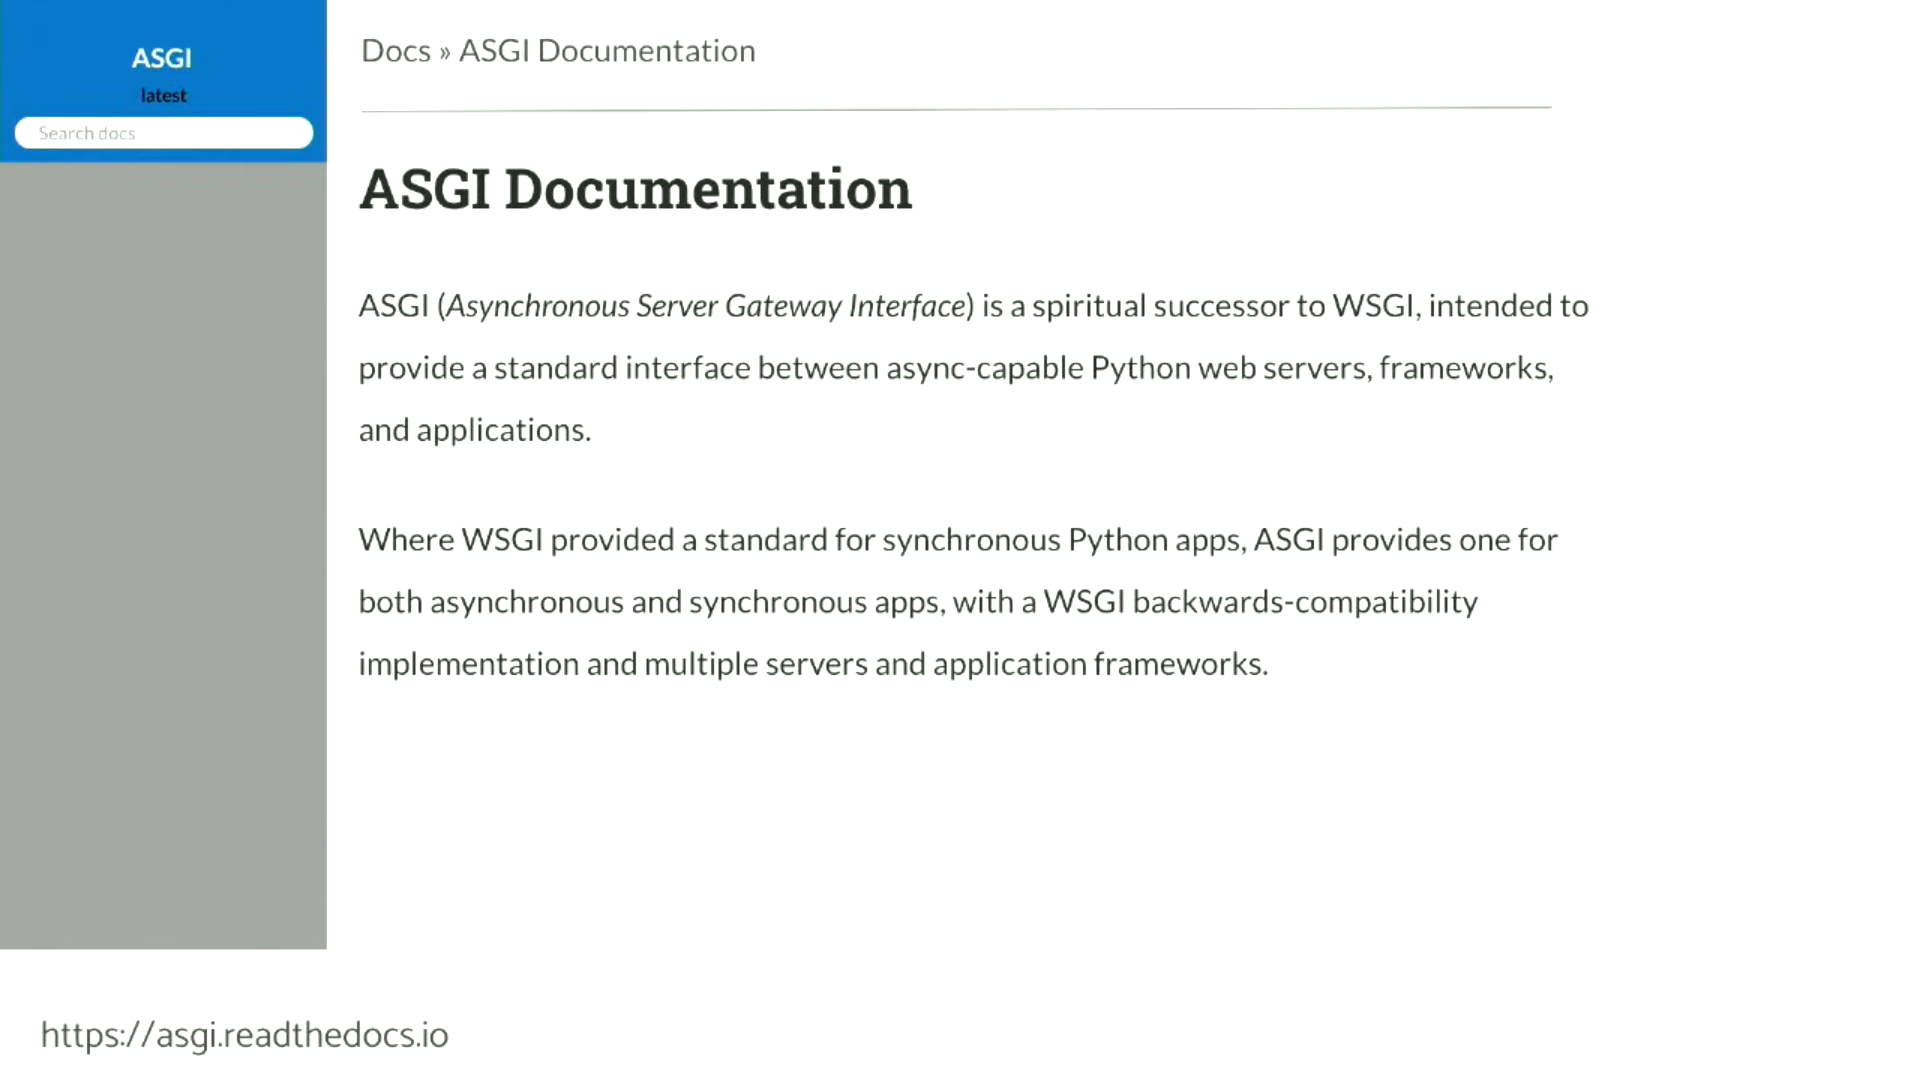 ASGI
latest
Search docs
Docs » ASGI Documentation
ASGI Documentation
ASGI (Asynchronous Server Gateway Interface) is a spiritual successor to WSGI, intended to
provide a standard interface between async-capable Python web servers, frameworks,
and applications.
Where WSGI provided a standard for synchronous Python apps, ASGI provides one for
both asynchronous and synchronous apps, with a WSGI backwards-compatibility
implementation and multiple servers and application frameworks.
https://asgi.readthedocs.io